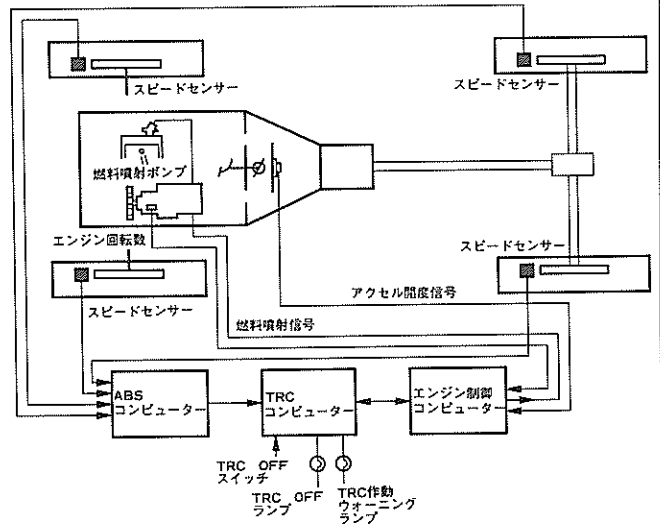 スピードセンサー
スピードセンサー
燃料噴射ポンプ
エンジン回転数
スピードセンサー
スピードセンサー
アクセル開度信号
燃料噴射信号
ABS
コンピューター
TRC
コンピューター
エンジン制御
コンピューター
TRC OFF
スイッチ
TRC OFF
ランプ
TRC作動
ウォーニング
ランプ